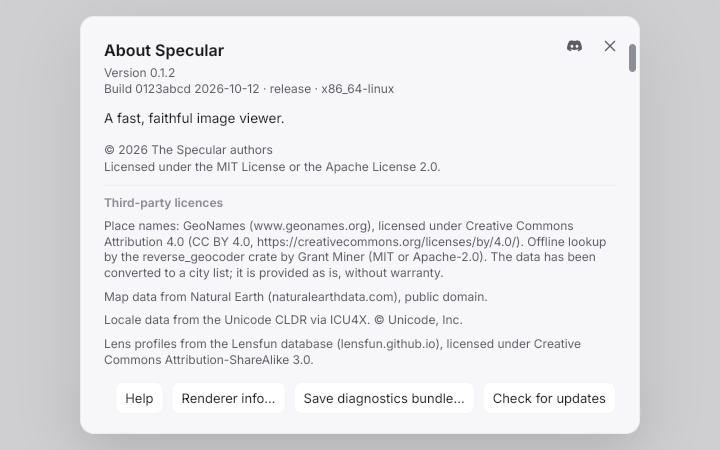 About Specular
Version 0.1.2
Build 0123abcd 2026-10-12 · release · x86_64-linux
A fast, faithful image viewer.
© 2026 The Specular authors
Licensed under the MIT License or the Apache License 2.0.
Third-party licences
Place names: GeoNames (www.geonames.org), licensed under Creative Commons
Attribution 4.0 (CC BY 4.0, https://creativecommons.org/licenses/by/4.0/). Offline lookup
by the reverse_geocoder crate by Grant Miner (MIT or Apache-2.0). The data has been
converted to a city list; it is provided as is, without warranty.
Map data from Natural Earth (naturalearthdata.com), public domain.
Locale data from the Unicode CLDR via ICU4X. © Unicode, Inc.
Lens profiles from the Lensfun database (lensfun.github.io), licensed under Creative
Commons Attribution-ShareAlike 3.0.
Help
Renderer info...
Save diagnostics bundle...
Check for updates